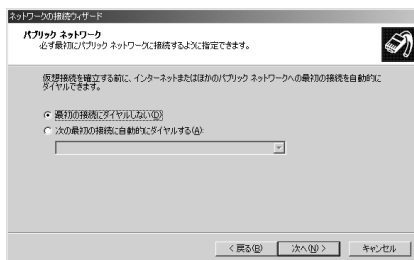 ネットワークの接続ウィザード
パブリック ネットワーク
必ず最初にパブリック ネットワークに接続するように指定できます。
仮想接続を確立する前に、インターネットまたはほかのパブリック ネットワークへの最初の接続を自動的に
ダイヤルできます。
最初の接続にダイヤルしない(D)
次の最初の接続に自動的にダイヤルする(A):
< 戻る(B)
次へ(N) >
キャンセル